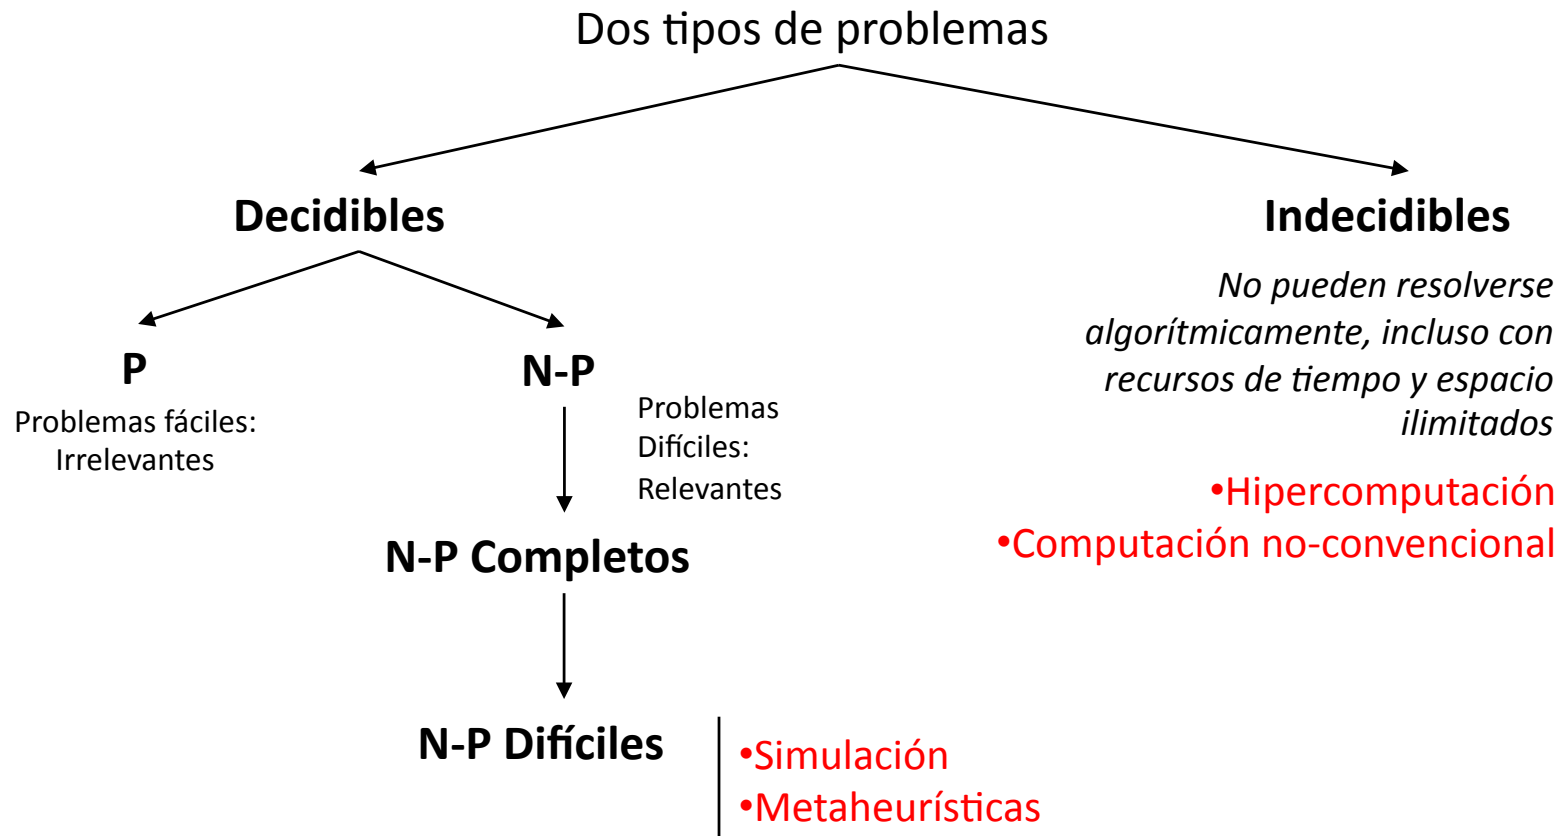 Dos tipos de problemas
Decidibles
Indecidibles
No pueden resolverse
algorítmicamente, incluso con
recursos de tiempo y espacio
ilimitados
P
N-P
Problemas fáciles:
Irrelevantes
Problemas
Difíciles:
Relevantes
•Hipercomputación
•Computación no-convencional
N-P Completos
N-P Difíciles
•Simulación
•Metaheurísticas